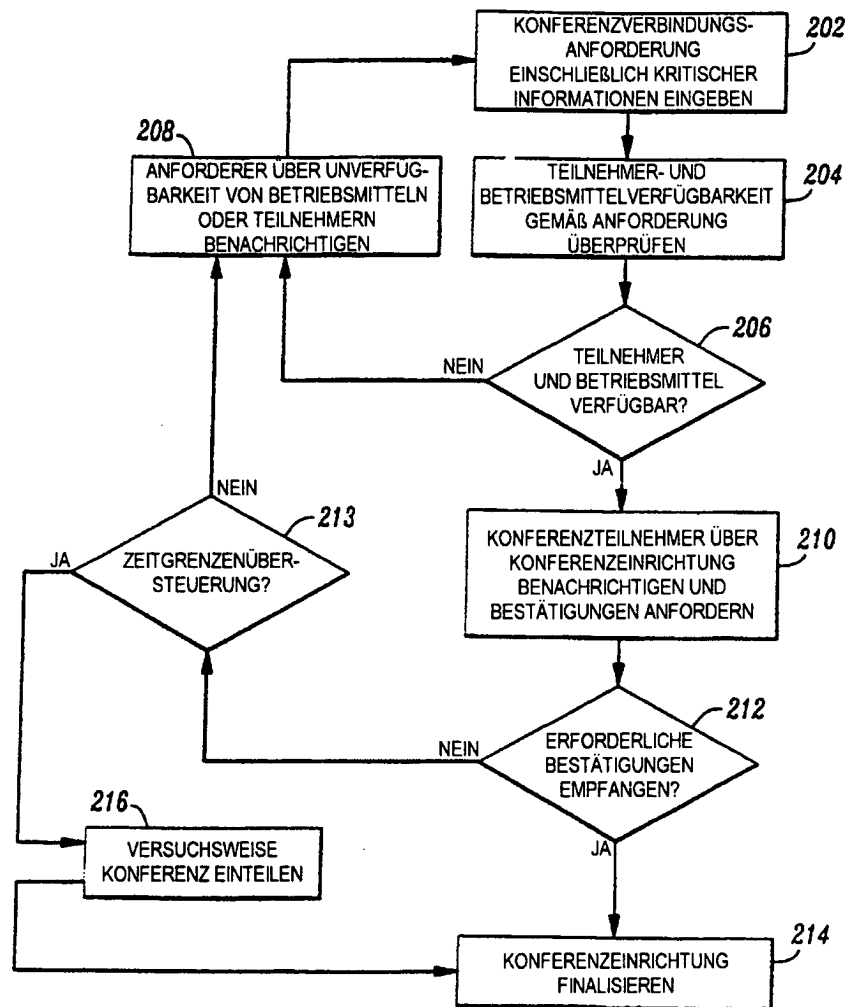 KONFERENZVERBINDUNGS-
ANFORDERUNG
EINSCHLIEßLICH KRITISCHER
INFORMATIONEN EINGEBEN
202
208
ANFORDERER ÜBER UNVERFÜG-
BARKEIT VON BETRIEBSMITTELN
ODER TEILNEHMERN
BENACHRICHTIGEN
TEILNEHMER- UND
BETRIEBSMITTELVERFÜGBARKEIT
GEMÄß ANFORDERUNG
ÜBERPRÜFEN
204
206
TEILNEHMER
UND BETRIEBSMITTEL
VERFÜGBAR?
NEIN
JA
NEIN
213
JA
ZEITGRENZENÜBER-
STEUERUNG?
KONFERENZTEILNEHMER ÜBER
KONFERENZEINRICHTUNG
BENACHRICHTIGEN UND
BESTÄTIGUNGEN ANFORDERN
210
212
NEIN
ERFORDERLICHE
BESTÄTIGUNGEN
EMPFANGEN?
JA
216
VERSUCHSWEISE
KONFERENZ EINTEILEN
214
KONFERENZEINRICHTUNG
FINALISIEREN